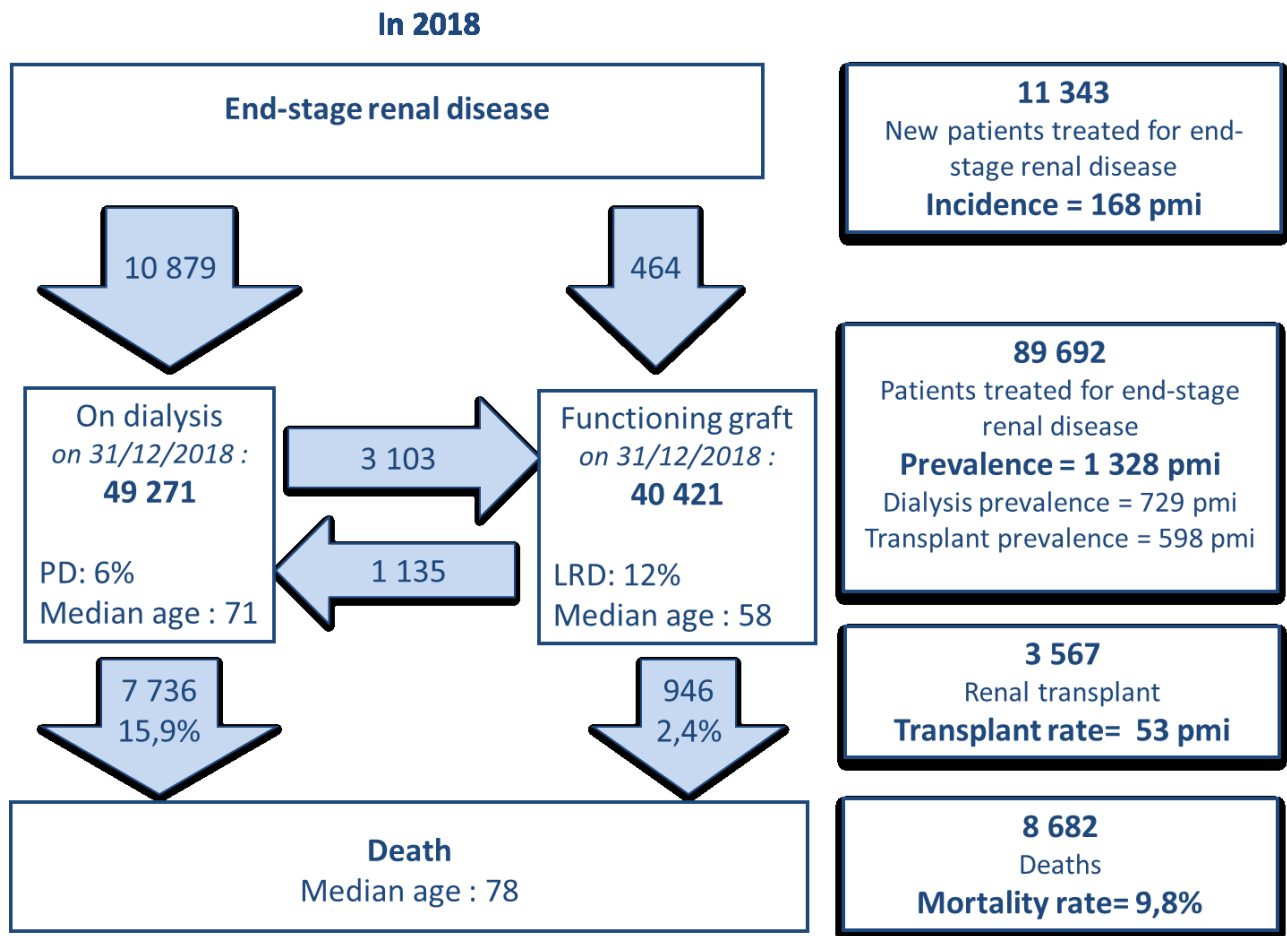 In 2018
End-stage renal disease
10 879
464
On dialysis
on 31/12/2018 :
49 271
PD: 6%
Median age : 71
3 103
1 135
Functioning graft
on 31/12/2018 :
40 421
LRD: 12%
Median age : 58
7 736
15,9%
946
2,4%
Death
Median age : 78
11 343
New patients treated for end-
stage renal disease
Incidence = 168 pmi
89 692
Patients treated for end-stage
renal disease
Prevalence = 1 328 pmi
Dialysis prevalence = 729 pmi
Transplant prevalence = 598 pmi
3 567
Renal transplant
Transplant rate= 53 pmi
8 682
Deaths
Mortality rate= 9,8%